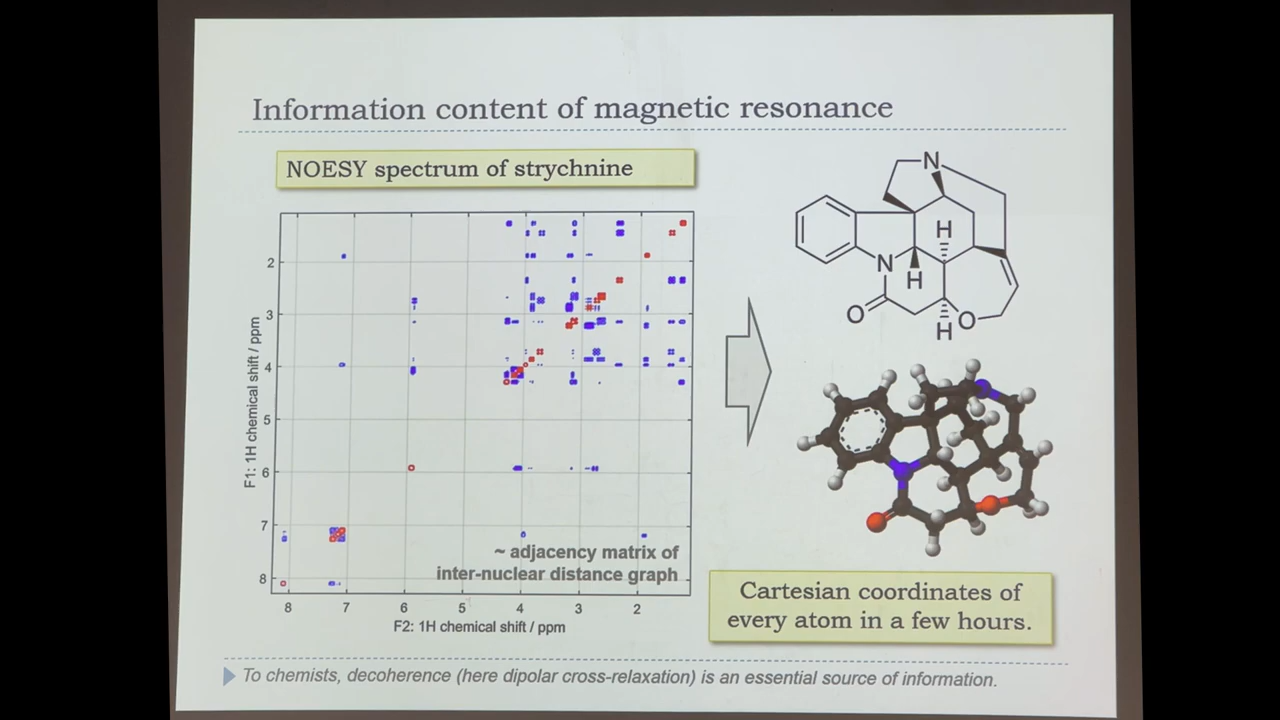 Information content of magnetic resonance
NOESY spectrum of strychnine
F1: 1H chemical shift / ppm
2
3
4
5
6
7
8
~ adjacency matrix of
inter-nuclear distance graph
8 7 6 5 4 3 2
F2: 1H chemical shift / ppm
N
H
N
H
O
H
O
Cartesian coordinates of
every atom in a few hours.
To chemists, decoherence (here dipolar cross-relaxation) is an essential source of information.